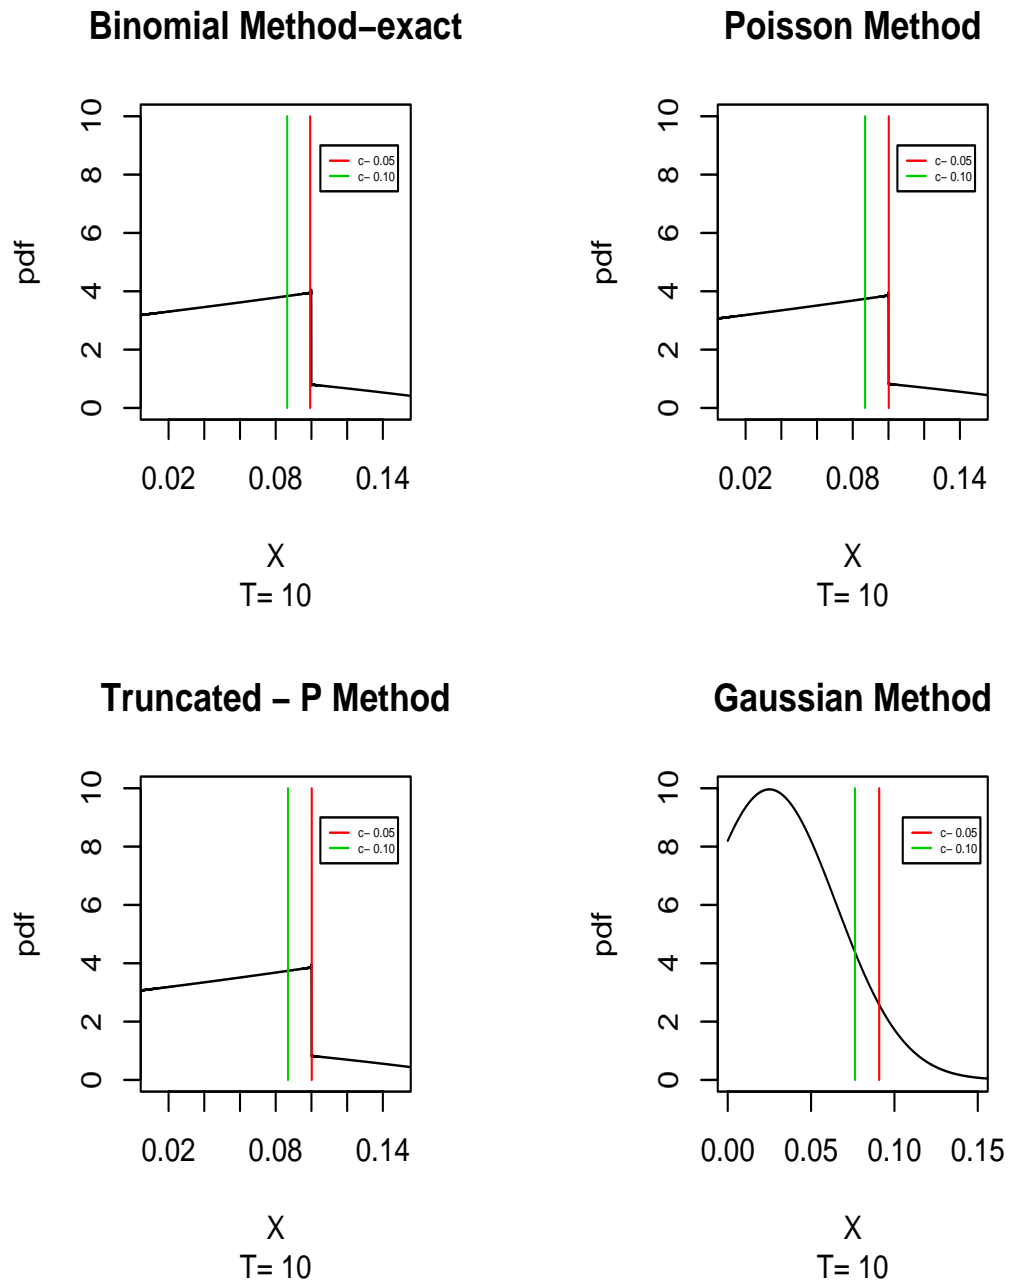 Binomial Method–exact
pdf
0 2 4 6 8 10
c– 0.05
c– 0.10
0.02 0.08 0.14
X
T= 10
Poisson Method
pdf
0 2 4 6 8 10
c– 0.05
c– 0.10
0.02 0.08 0.14
X
T= 10
Truncated – P Method
pdf
0 2 4 6 8 10
c– 0.05
c– 0.10
0.02 0.08 0.14
X
T= 10
Gaussian Method
pdf
0 2 4 6 8 10
c– 0.05
c– 0.10
0.00 0.05 0.10 0.15
X
T= 10